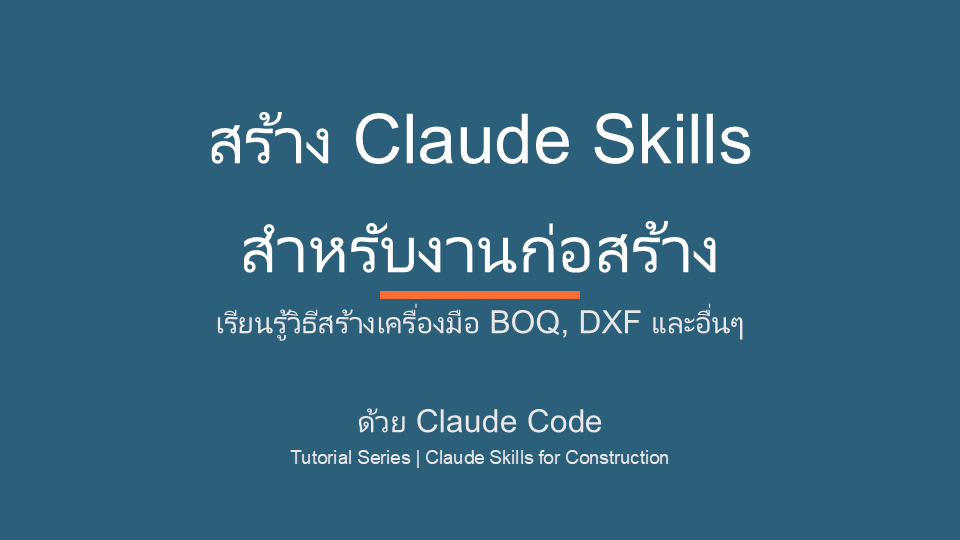 สร้าง Claude Skills
สำหรับงานก่อสร้าง
เรียนรู้วิธีสร้างเครื่องมือ BOQ, DXF และอื่นๆ
ด้วย Claude Code
Tutorial Series | Claude Skills for Construction